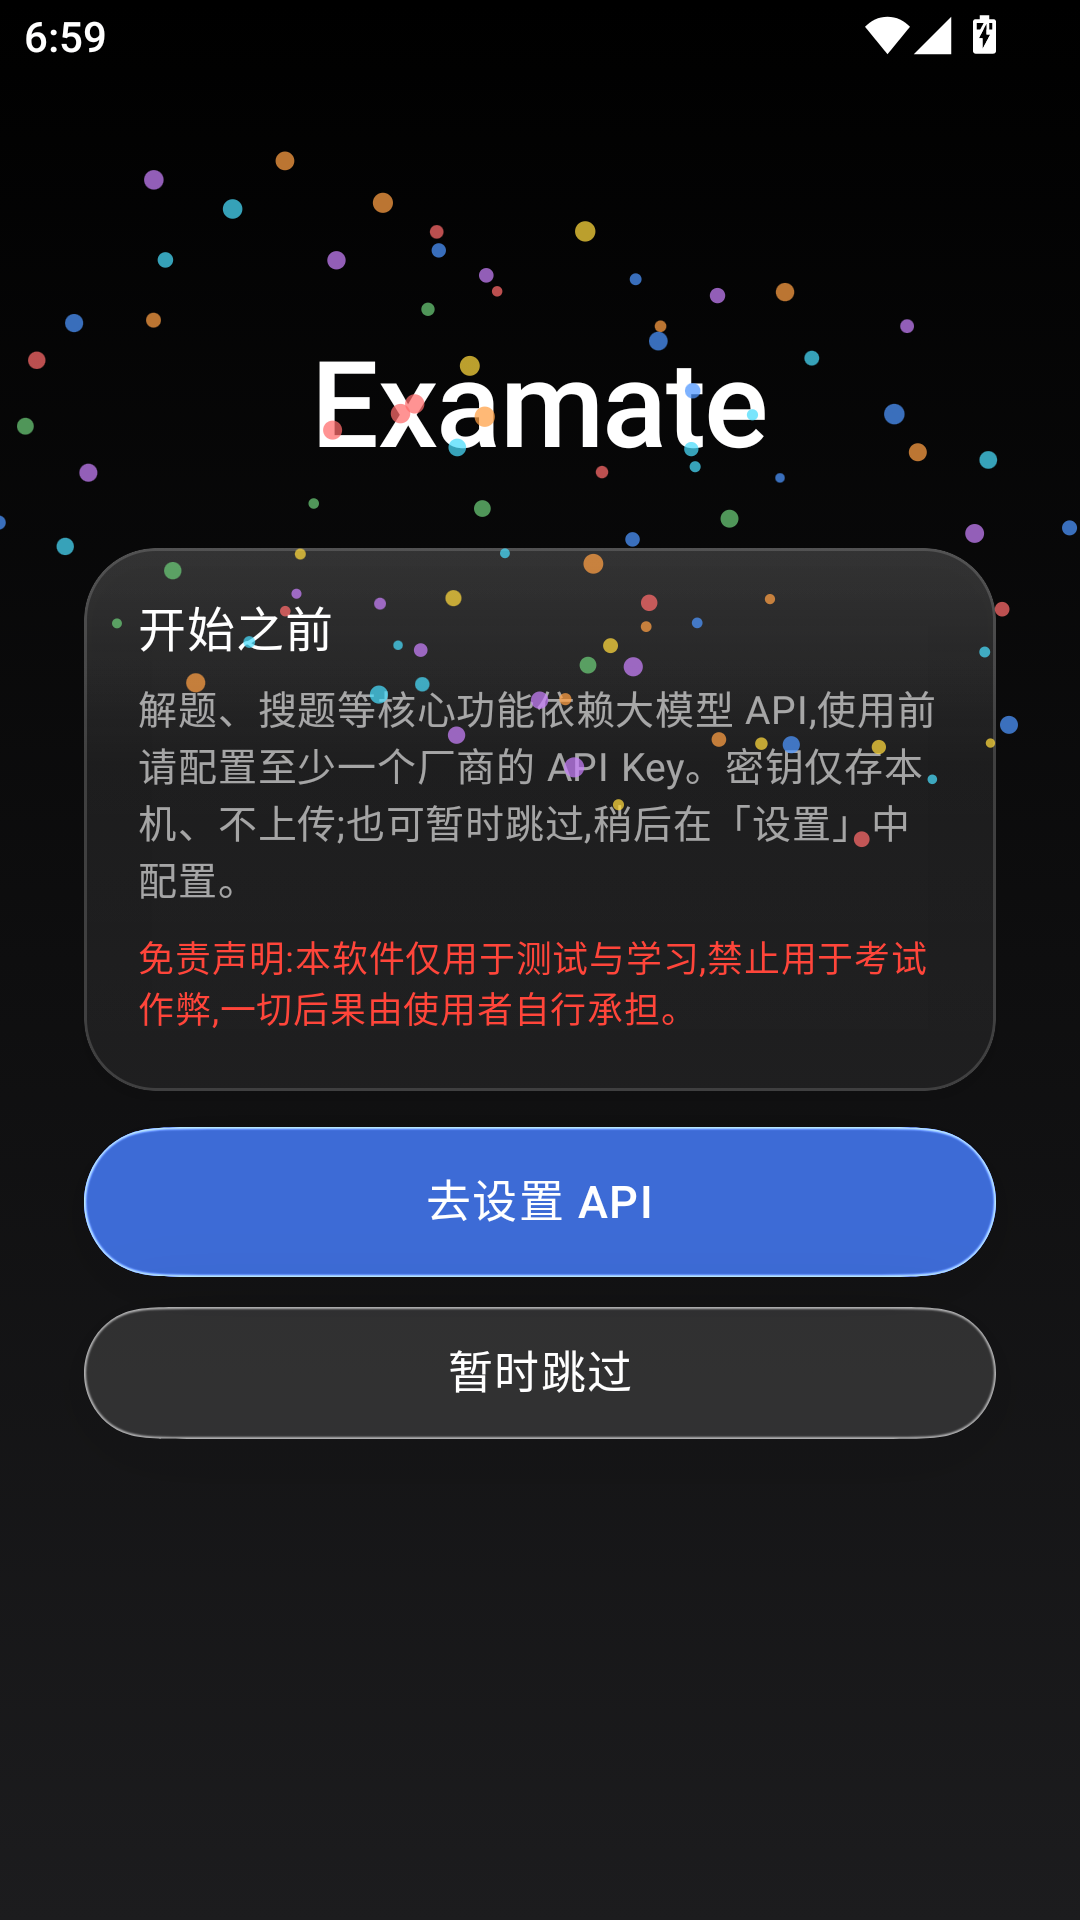 6:59
Examate
开始之前
解题、搜题等核心功能依赖大模型 API,使用前
请配置至少一个厂商的 API Key。密钥仅存本
机、不上传;也可暂时跳过,稍后在「设置」中
配置。
免责声明:本软件仅用于测试与学习,禁止用于考试
作弊,一切后果由使用者自行承担。
去设置 API
暂时跳过